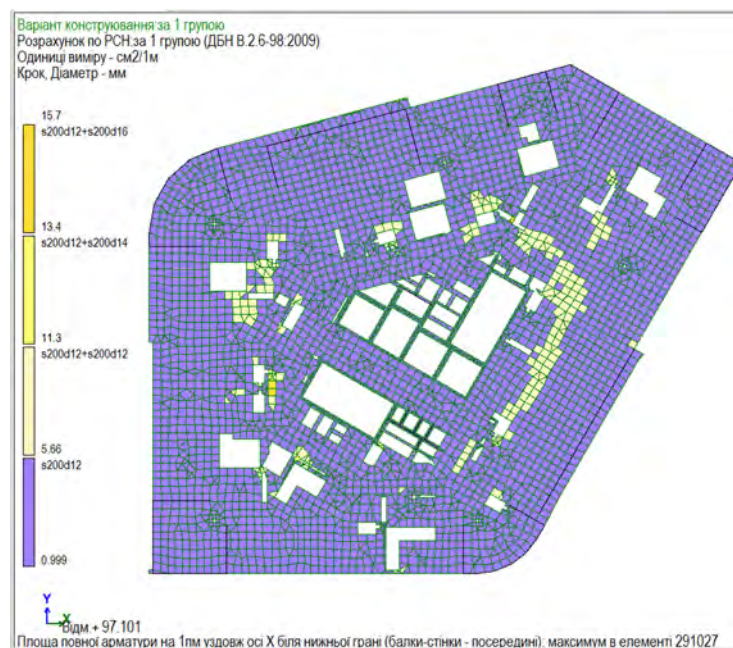 Варіант конструювання за 1 групою
Розрахунок по РСН за 1 групою (ДБН В.2.6-98:2009)
Одиниці виміру - см2/1м
Крок, Діаметр - мм
15.7
s200d12+s200d16
13.4
s200d12+s200d14
11.3
s200d12+s200d12
5.66
s200d12
0.999
Y
X
Відм.+ 97.101
Площа повної арматури на 1пм уздовж осі X біля нижньої грані (балки-стінки - посередині); максимум в елементі 291027